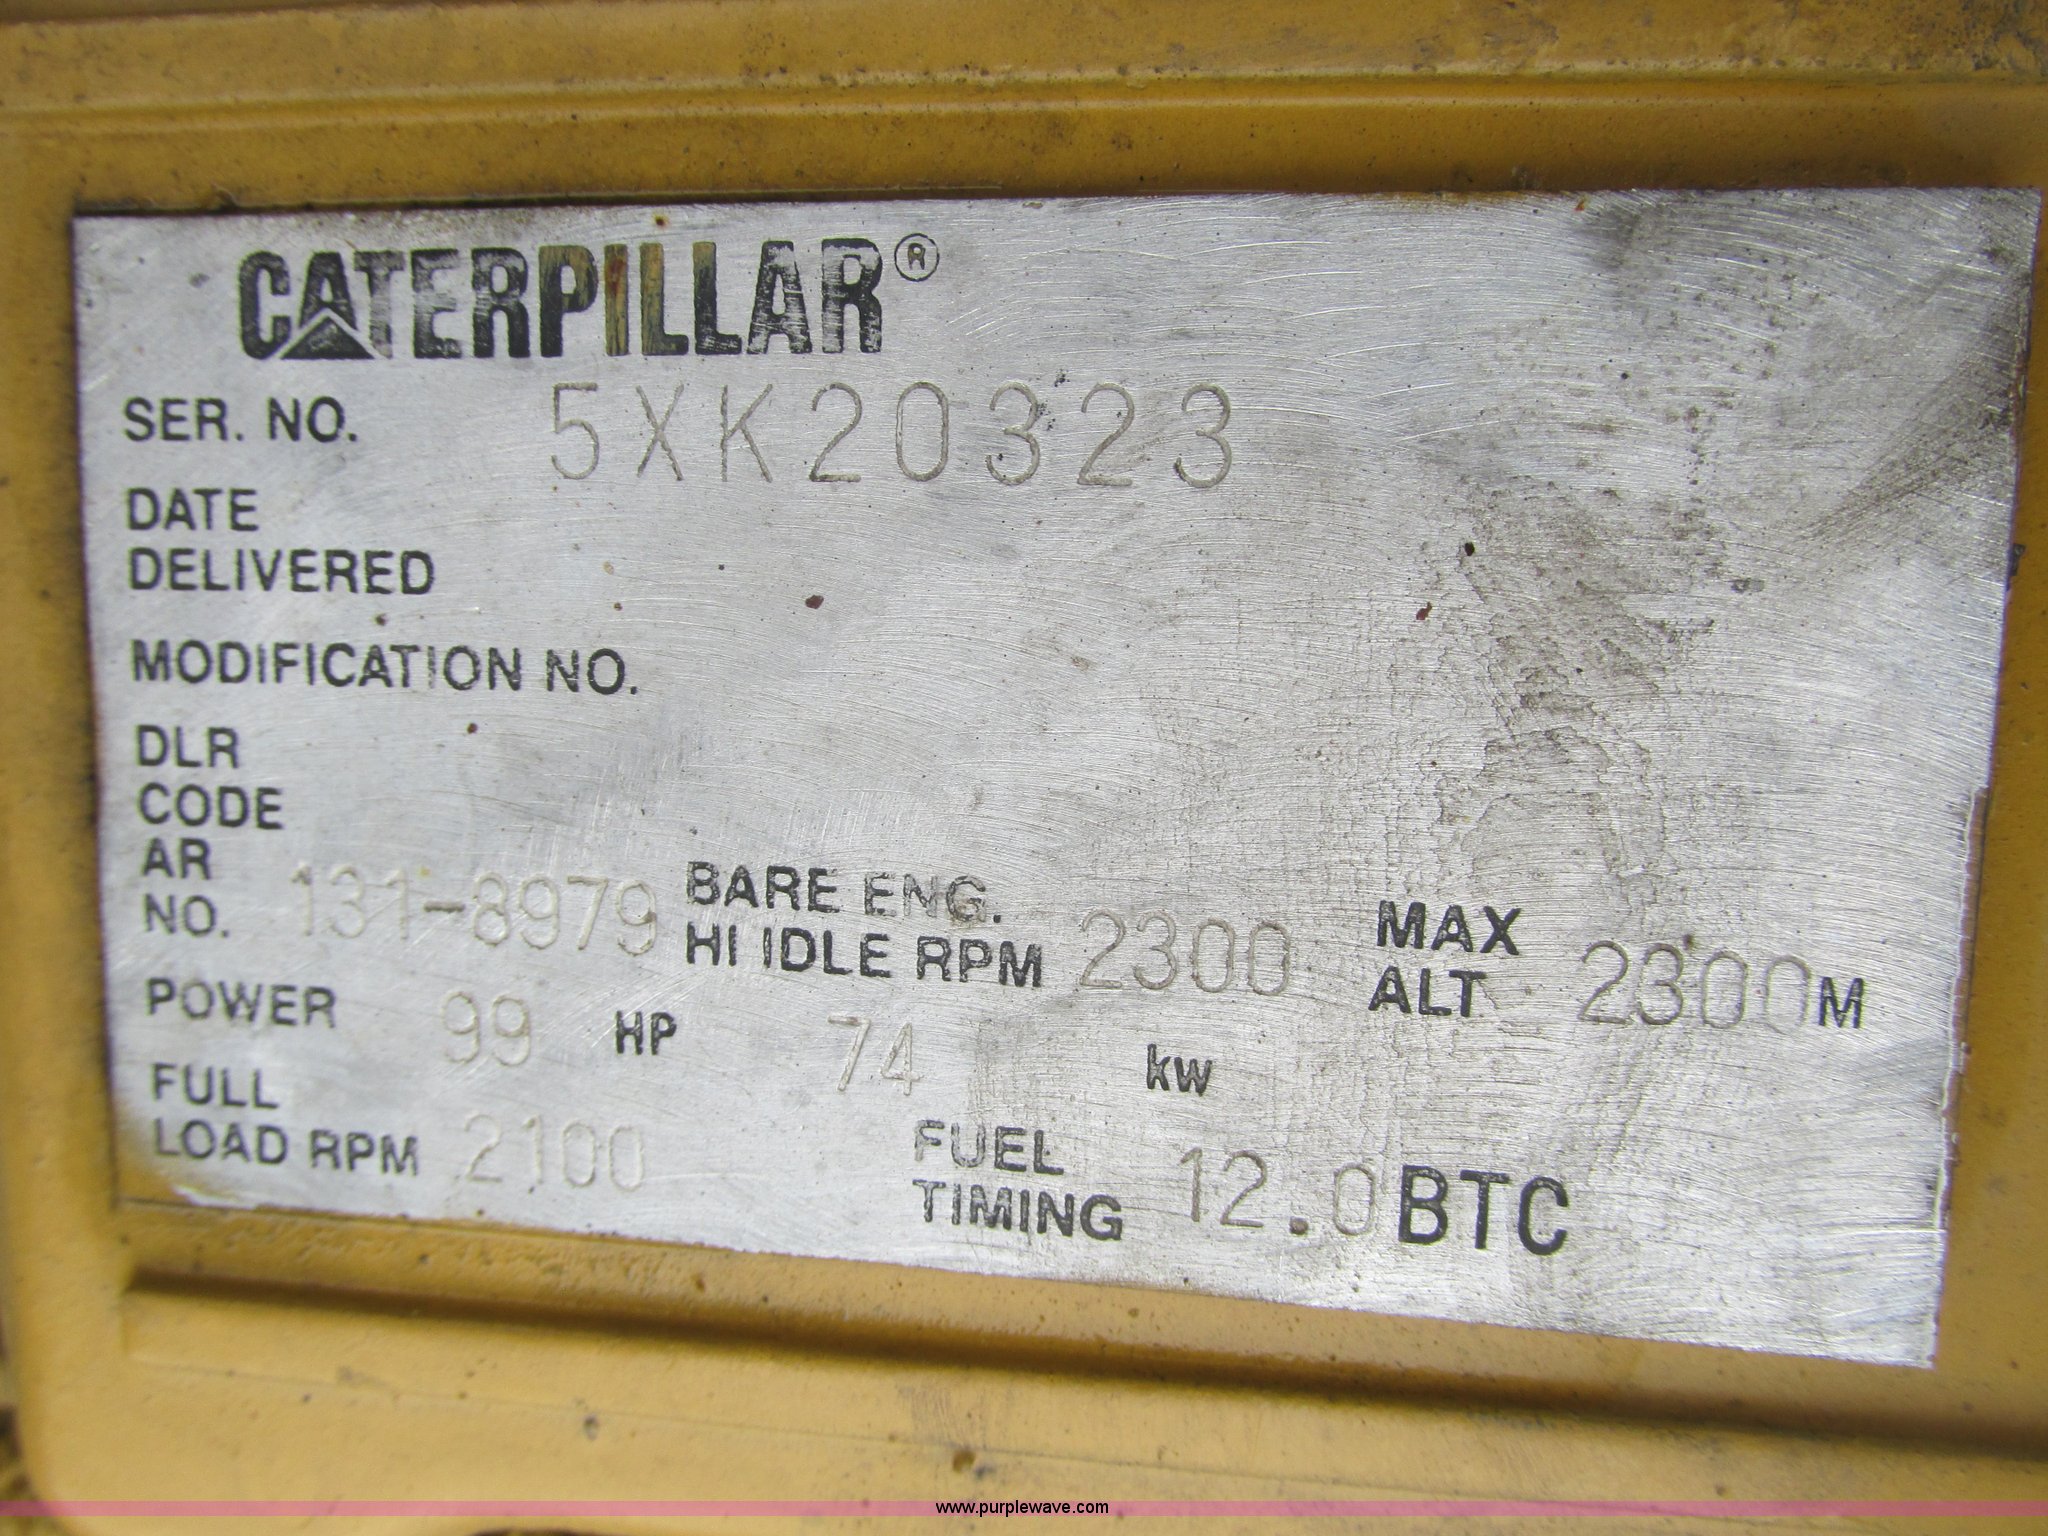 CATERPILLAR®
SER. NO. 5XK20323
DATE
DELIVERED
MODIFICATION NO.
DLR
CODE
AR
NO. 131-8979 BARE ENG.
HI IDLE RPM 2300 MAX
ALT 2300M
POWER 99 HP 74 kw
FULL
LOAD RPM 2100 FUEL
TIMING 12.0BTC
www.purplewave.com